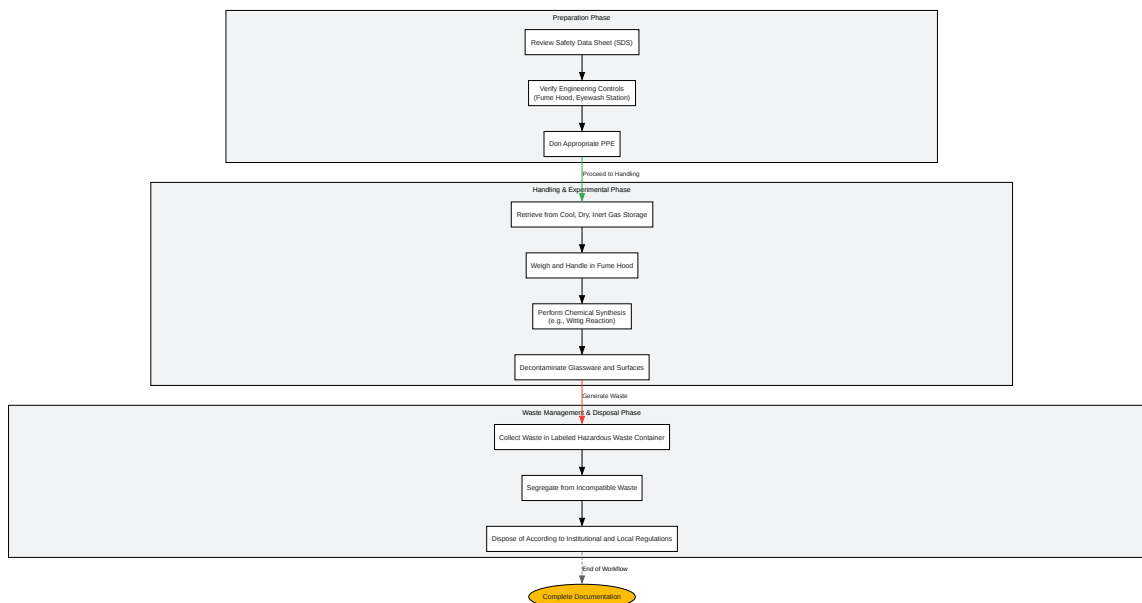 Preparation Phase
Review Safety Data Sheet (SDS)
Verify Engineering Controls
(Fume Hood, Eyewash Station)
Don Appropriate PPE
Proceed to Handling
Handling & Experimental Phase
Retrieve from Cool, Dry, Inert Gas Storage
Weigh and Handle in Fume Hood
Perform Chemical Synthesis
(e.g., Wittig Reaction)
Decontaminate Glassware and Surfaces
Generate Waste
Waste Management & Disposal Phase
Collect Waste in Labeled Hazardous Waste Container
Segregate from Incompatible Waste
Dispose of According to Institutional and Local Regulations
End of Workflow
Complete Documentation